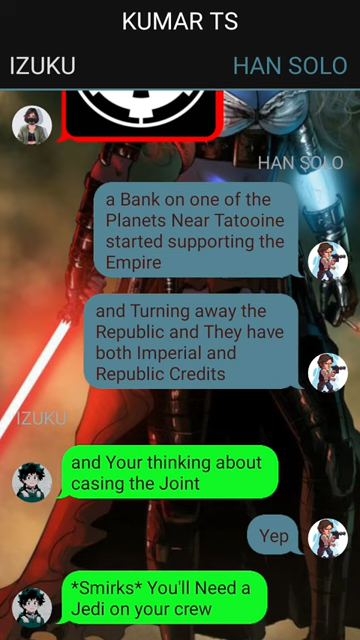 KUMAR TS
IZUKU HAN SOLO
HAN SOLO
a Bank on one of the
Planets Near Tatooine
started supporting the
Empire
and Turning away the
Republic and They have
both Imperial and
Republic Credits
IZUKU
and Your thinking about
casing the Joint
Yep
*Smirks* You'll Need a
Jedi on your crew